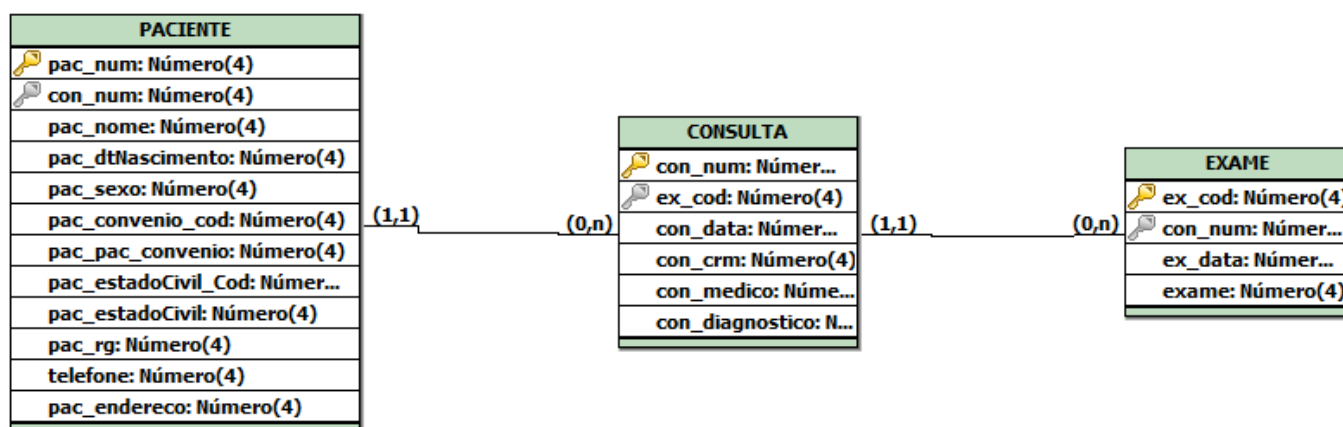 PACIENTE
pac_num: Número(4)
con_num: Número(4)
pac_nome: Número(4)
pac_dtNascimento: Número(4)
pac_sexo: Número(4)
pac_convenio_cod: Número(4)
pac_pac_convenio: Número(4)
pac_estadoCivil_Cod: Númer...
pac_estadoCivil: Número(4)
pac_rg: Número(4)
telefone: Número(4)
pac_endereco: Número(4)
(1,1)
(0,n)
CONSULTA
con_num: Númer...
ex_cod: Número(4)
con_data: Númer...
con_crm: Número(4)
con_medico: Núme...
con_diagnostico: N...
(1,1)
(0,n)
EXAME
ex_cod: Número(4)
con_num: Númer...
ex_data: Númer...
exame: Número(4)